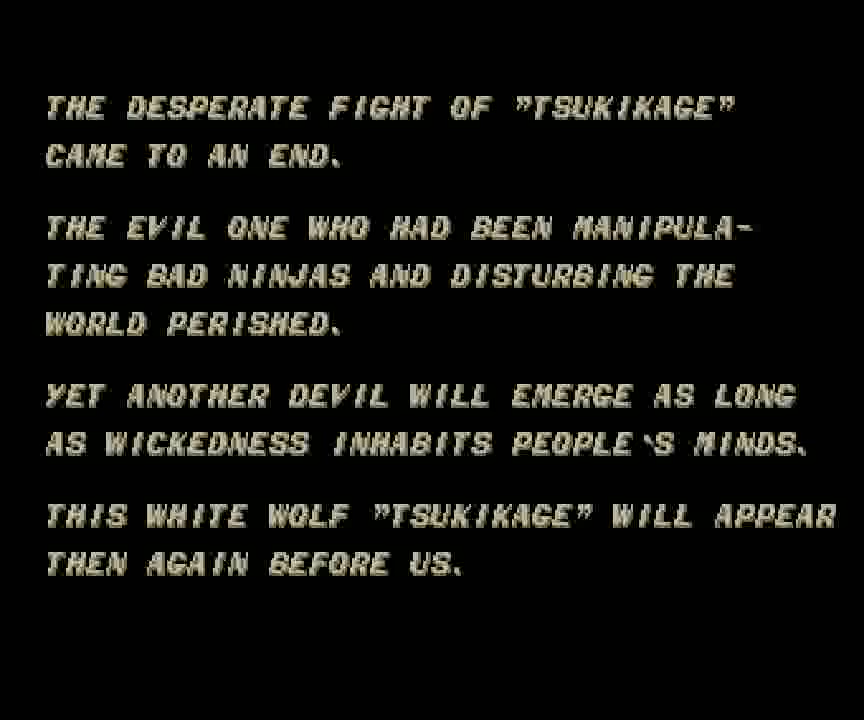 THE DESPERATE FIGHT OF "TSUKIKAGE"
CAME TO AN END.
THE EVIL ONE WHO HAD BEEN MANIPULA-
TING BAD NINJAS AND DISTURBING THE
WORLD PERISHED.
YET ANOTHER DEVIL WILL EMERGE AS LONG
AS WICKEDNESS INHABITS PEOPLE`S MINDS.
THIS WHITE WOLF "TSUKIKAGE" WILL APPEAR
THEN AGAIN BEFORE US.